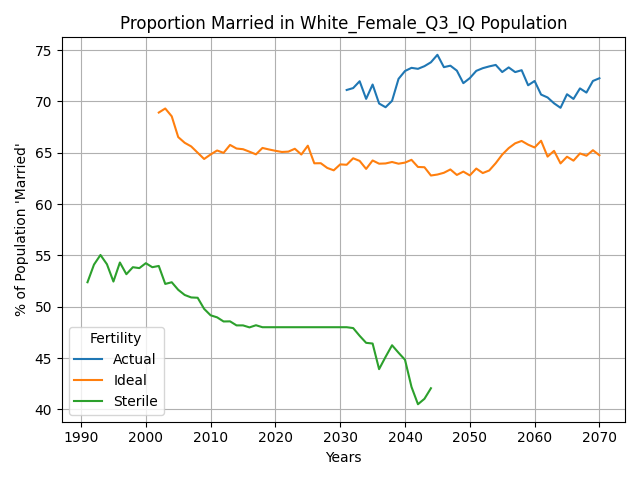 Proportion Married in White_Female_Q3_IQ Population
% of Population 'Married'
75
70
65
60
55
50
45
40
Fertility
Actual
Ideal
Sterile
1990 2000 2010 2020 2030 2040 2050 2060 2070
Years